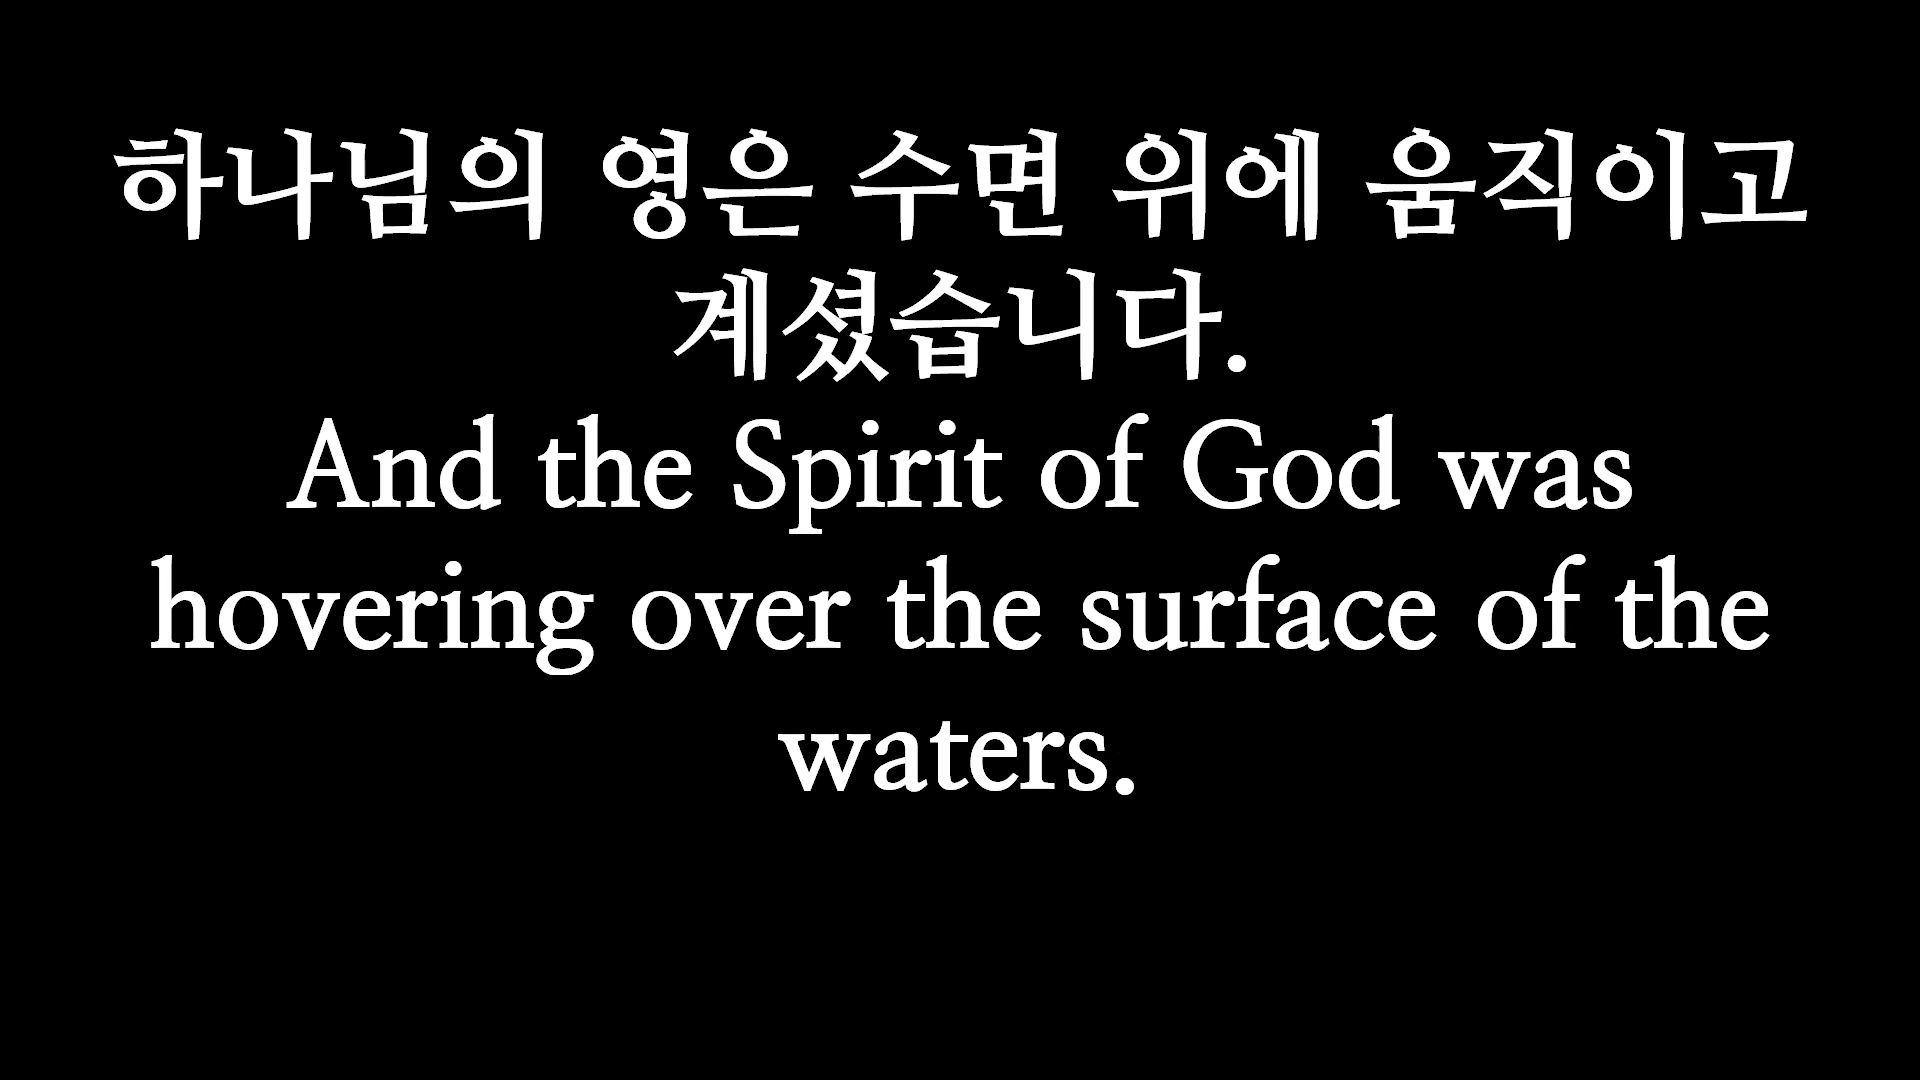 하나님의 영은 수면 위에 움직이고
계셨습니다.
And the Spirit of God was
hovering over the surface of the
waters.